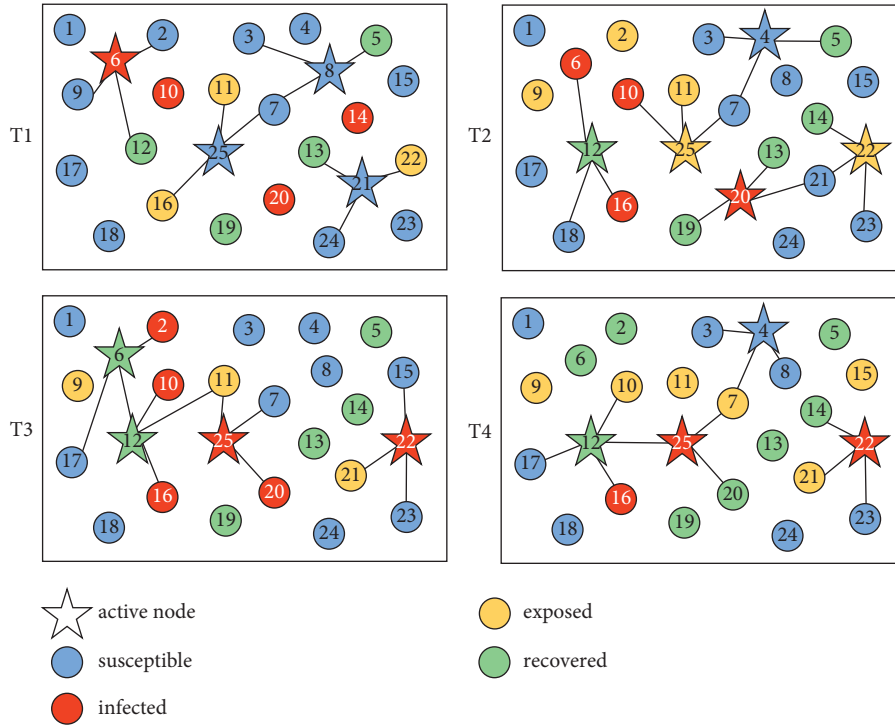 T1
1 2 3 4 5
6 8 15
9 10 11 7 14
12 25 13 22
17 21
16 20
18 19 24 23
T2
1 2 3 4 5
6 8 15
9 10 11 7 14
12 25 13 22
17 20 21
16
18 19 24 23
T3
1 2 3 4 5
6 8 15
9 10 11 7 14
12 25 13 22
17 21
16 20
18 19 24 23
T4
1 2 3 4 5
6 8 15
9 10 11 7 14
12 25 13 22
17 21
16 20
18 19 24 23
active node
susceptible
infected
exposed
recovered